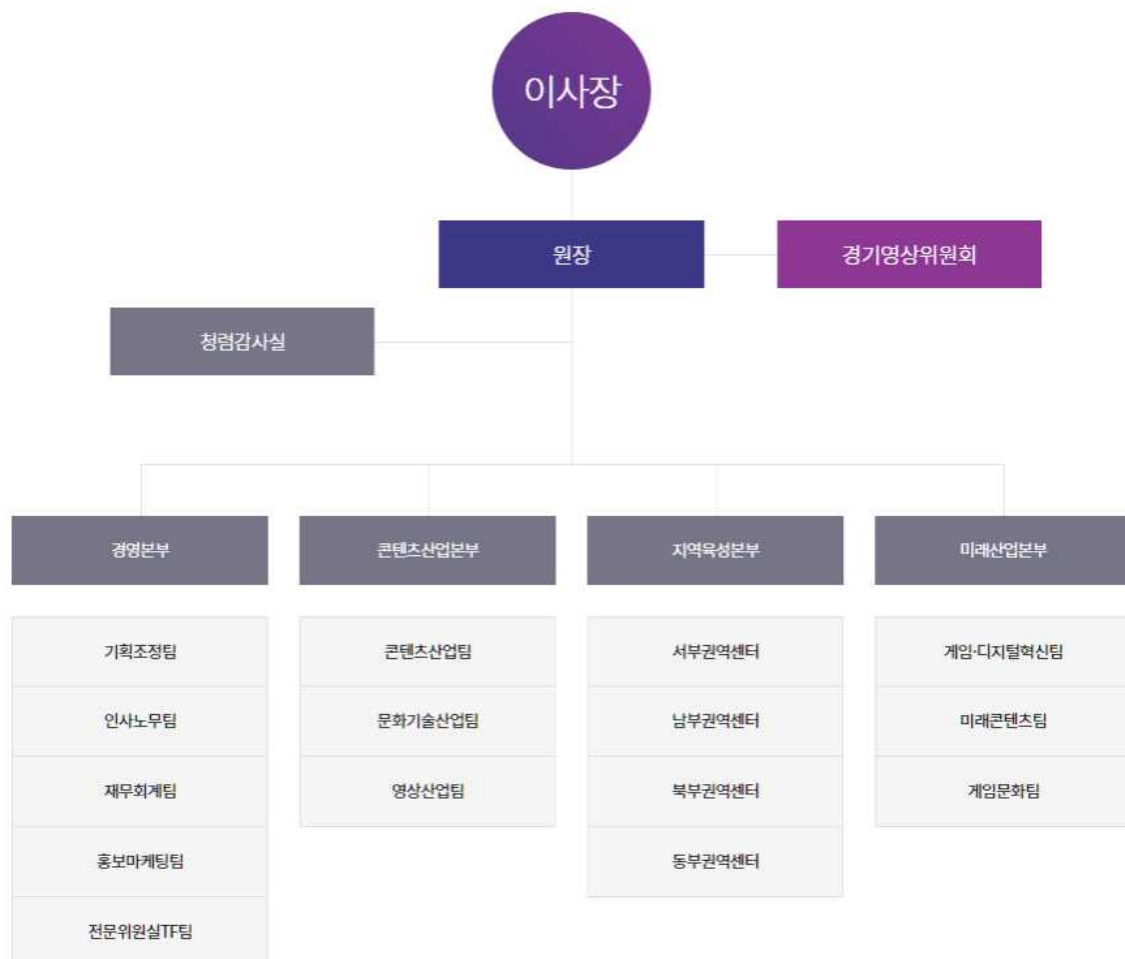 이사장
원장
경기영상위원회
청렴감사실
경영본부
기획조정팀
인사노무팀
재무회계팀
홍보마케팅팀
전문위원실TF팀
콘텐츠산업본부
콘텐츠산업팀
문화기술산업팀
영상산업팀
지역육성본부
서부권역센터
남부권역센터
북부권역센터
동부권역센터
미래산업본부
게임·디지털혁신팀
미래콘텐츠팀
게임문화팀